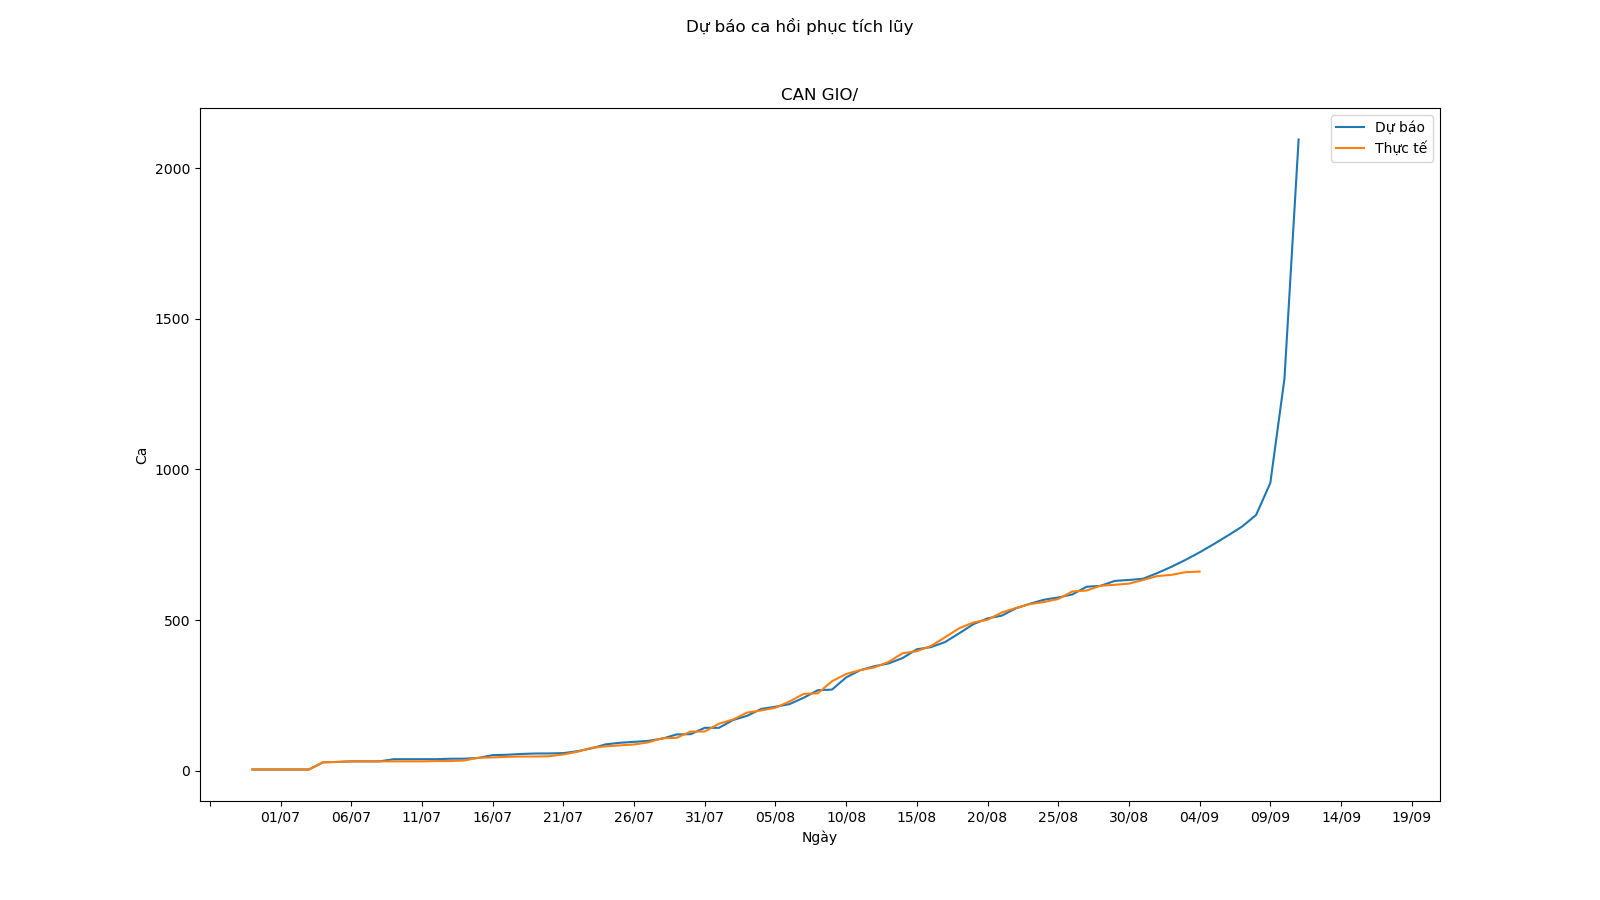 Dự báo ca hồi phục tích lũy
CAN GIO/
Dự báo
Thực tế
2000
1500
1000
500
0
Ca
01/07 06/07 11/07 16/07 21/07 26/07 31/07 05/08 10/08 15/08 20/08 25/08 30/08 04/09 09/09 14/09 19/09
Ngày